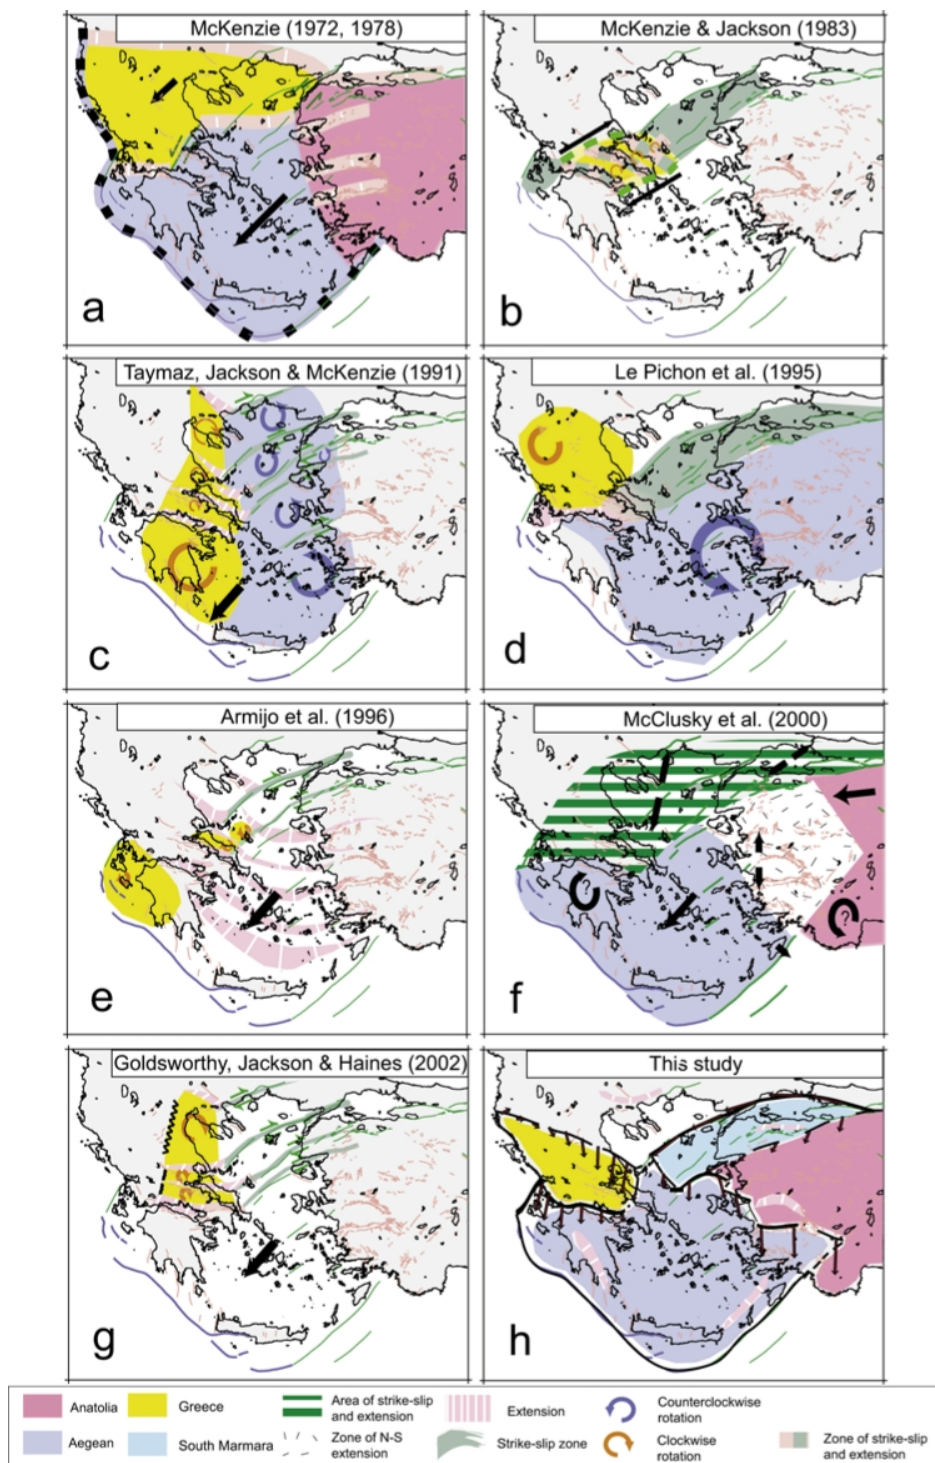 McKenzie (1972, 1978)
a
McKenzie & Jackson (1983)
b
Taymaz, Jackson & McKenzie (1991)
c
Le Pichon et al. (1995)
d
Armijo et al. (1996)
e
McClusky et al. (2000)
?
?
f
Goldsworthy, Jackson & Haines (2002)
g
This study
h
Anatolia
Greece
Area of strike-slip
and extension
Extension
Counterclockwise
rotation
Aegean
South Marmara
Zone of N-S
extension
Strike-slip zone
Clockwise
rotation
Zone of strike-slip
and extension